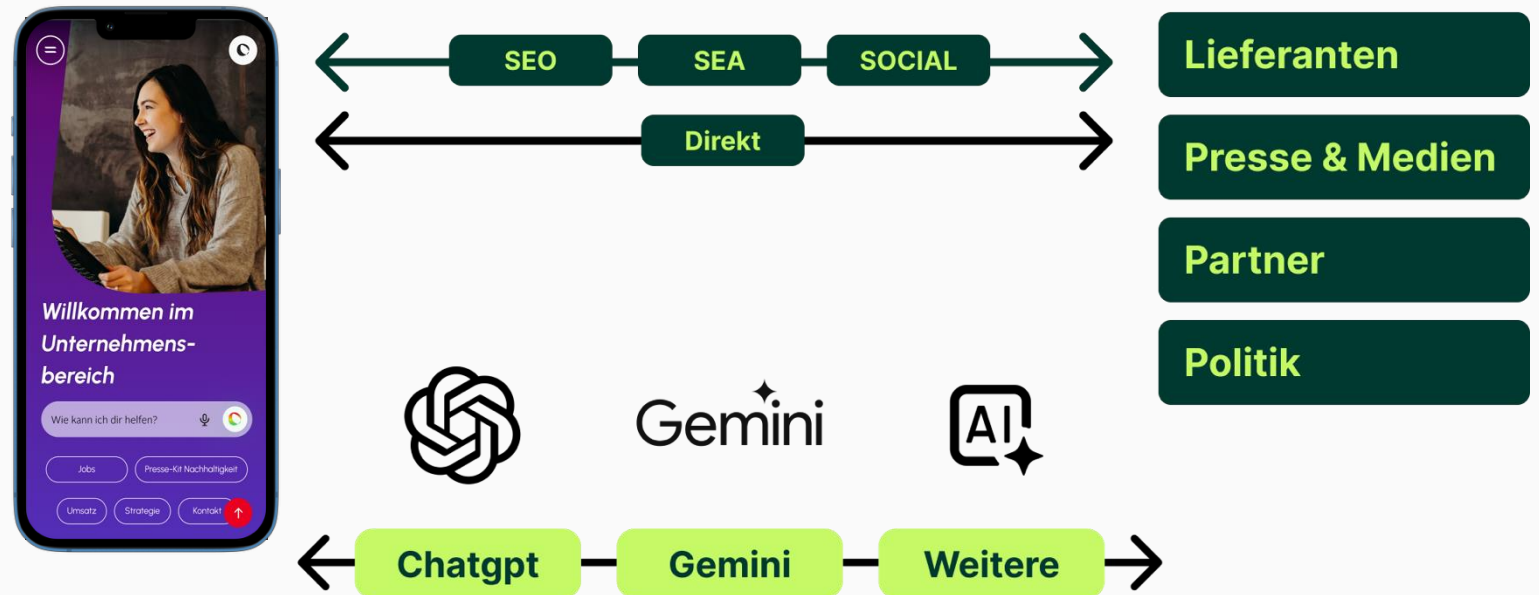 SEO
SEA
SOCIAL
Direkt
Lieferanten
Presse & Medien
Partner
Politik
Willkommen im
Unternehmens-
bereich
Wie kann ich dir helfen?
Jobs
Presse-Kit Nachhaltigkeit
Umsatz
Strategie
Kontakt
Gemini
AI
Chatgpt
Gemini
Weitere